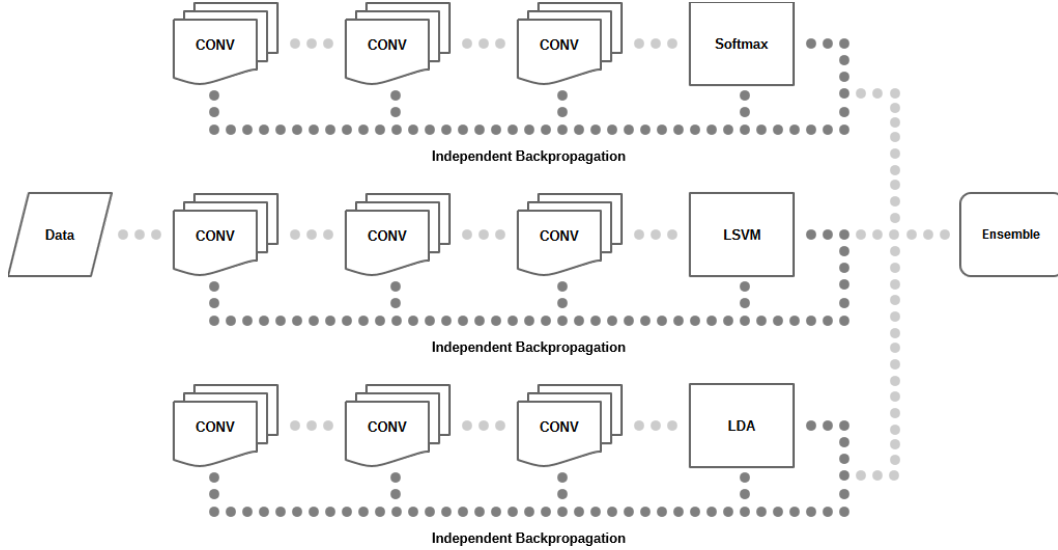 CONV CONV CONV Softmax
Independent Backpropagation
Data CONV CONV CONV LSVM Ensemble
Independent Backpropagation
CONV CONV CONV LDA
Independent Backpropagation